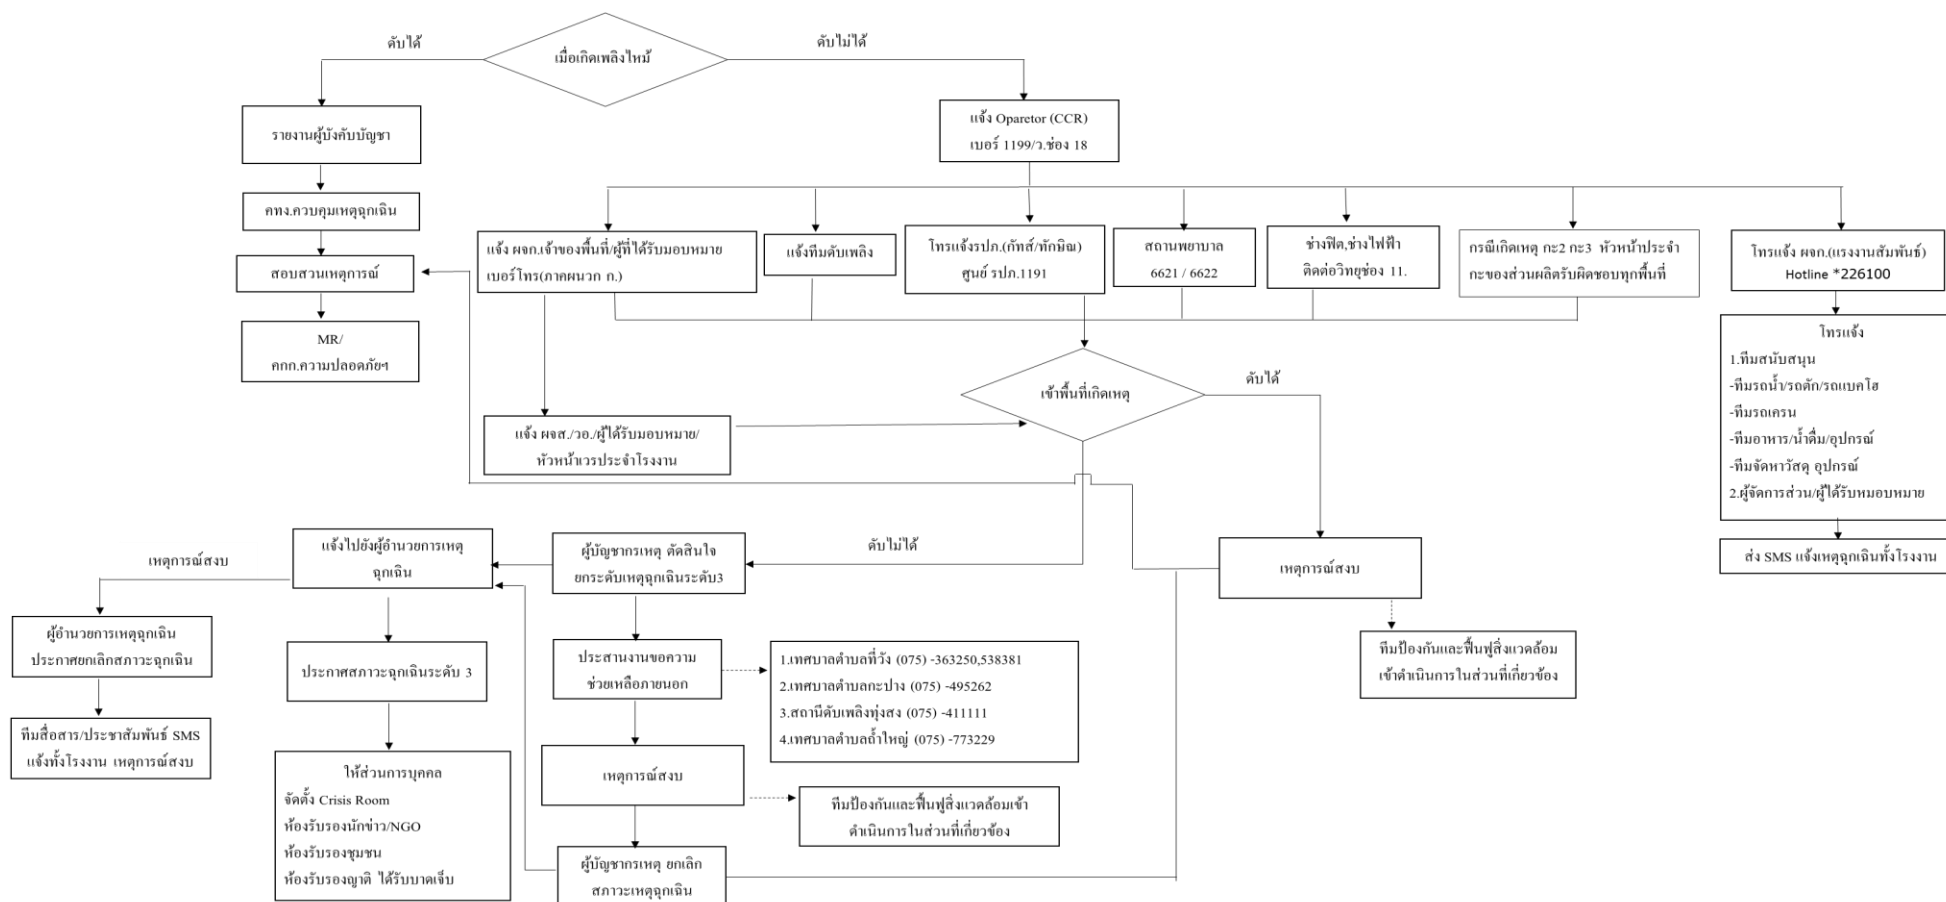 ดับได้
เมื่อเกิดเพลิงไหม้
ดับไม่ได้
รายงานผู้บังคับบัญชา
แจ้ง Oparetor (CCR)
เบอร์ 1199/ว.ช่อง 18
คทง.ควบคุมเหตุฉุกเฉิน
สอบสวนเหตุการณ์
MR/
คกก.ความปลอดภัยฯ
แจ้ง ผจก.เจ้าของพื้นที่/ผู้ที่ได้รับมอบหมาย
เบอร์โทร(ภาคผนวก ก.)
แจ้งทีมดับเพลิง
โทรแจ้งรปภ.(กัทส์/ทักษิณ)
ศูนย์ รปภ.1191
สถานพยาบาล
6621 / 6622
ช่างฟิต,ช่างไฟฟ้า
ติดต่อวิทยุช่อง 11.
กรณีเกิดเหตุ กะ2 กะ3 หัวหน้าประจำ
กะของส่วนผลิตรับผิดชอบทุกพื้นที่
โทรแจ้ง ผจก.(แรงงานสัมพันธ์)
Hotline *226100
โทรแจ้ง
1.ทีมสนับสนุน
-ทีมรถน้ำ/รถตัก/รถแบคโฮ
-ทีมรถเครน
-ทีมอาหาร/น้ำดื่ม/อุปกรณ์
-ทีมจัดหาวัสดุ อุปกรณ์
2.ผู้จัดการส่วน/ผู้ได้รับหมอบหมาย
ส่ง SMS แจ้งเหตุฉุกเฉินทั้งโรงงาน
เข้าพื้นที่เกิดเหตุ
ดับได้
แจ้ง ผจส./วอ./ผู้ได้รับมอบหมาย/
หัวหน้าเวรประจำโรงงาน
ดับไม่ได้
เหตุการณ์สงบ
ทีมป้องกันและฟื้นฟูสิ่งแวดล้อม
เข้าดำเนินการในส่วนที่เกี่ยวข้อง
ผู้บัญชากรเหตุ ตัดสินใจ
ยกระดับเหตุฉุกเฉินระดับ3
แจ้งไปยังผู้อำนวยการเหตุ
ฉุกเฉิน
เหตุการณ์สงบ
ผู้อำนวยการเหตุฉุกเฉิน
ประกาศยกเลิกสภาวะฉุกเฉิน
ทีมสื่อสาร/ประชาสัมพันธ์ SMS
แจ้งทั้งโรงงาน เหตุการณ์สงบ
ประกาศสภาวะฉุกเฉินระดับ 3
ให้ส่วนการบุคคล
จัดตั้ง Crisis Room
ห้องรับรองนักข่าว/NGO
ห้องรับรองชุมชน
ห้องรับรองญาติ ได้รับบาดเจ็บ
ประสานงานขอความ
ช่วยเหลือภายนอก
1.เทศบาลตำบลที่วัง (075) -363250,538381
2.เทศบาลตำบลกะปาง (075) -495262
3.สถานีดับเพลิงทุ่งสง (075) -411111
4.เทศบาลตำบลถ้ำใหญ่ (075) -773229
เหตุการณ์สงบ
ทีมป้องกันและฟื้นฟูสิ่งแวดล้อมเข้า
ดำเนินการในส่วนที่เกี่ยวข้อง
ผู้บัญชากรเหตุ ยกเลิก
สภาวะเหตุฉุกเฉิน